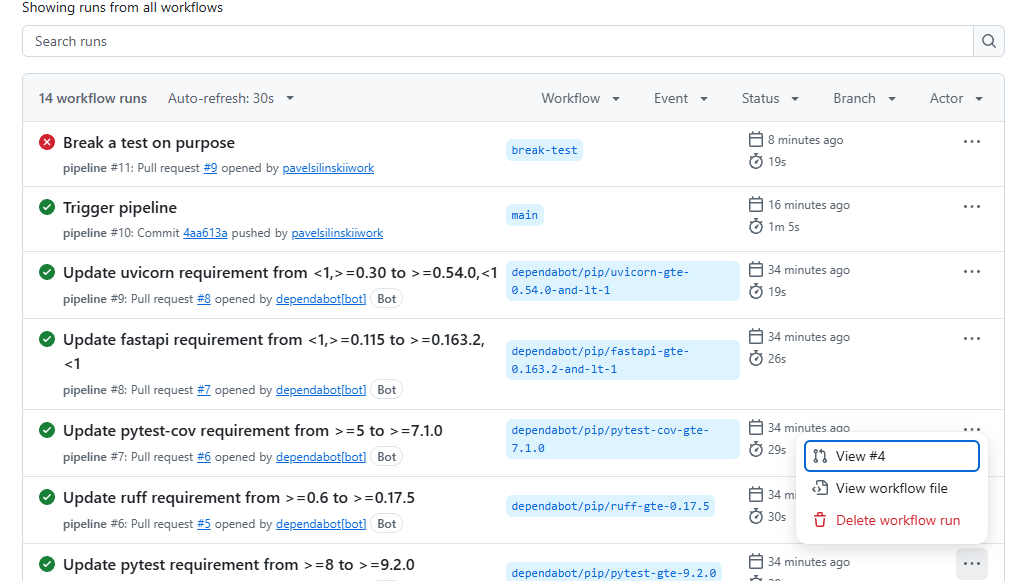 Showing runs from all workflows
Search runs
14 workflow runs Auto-refresh: 30s Workflow Event Status Branch Actor
Break a test on purpose
pipeline #11: Pull request #9 opened by pavelsilinskiiwork
break-test
8 minutes ago
19s
Trigger pipeline
pipeline #10: Commit 4aa613a pushed by pavelsilinskiiwork
main
16 minutes ago
1m 5s
Update uvicorn requirement from <1,>=0.30 to >=0.54.0,<1
pipeline #9: Pull request #8 opened by dependabot[bot] Bot
dependabot/pip/uvicorn-gte-
0.54.0-and-lt-1
34 minutes ago
19s
Update fastapi requirement from <1,>=0.115 to >=0.163.2,
<1
pipeline #8: Pull request #7 opened by dependabot[bot] Bot
dependabot/pip/fastapi-gte-
0.163.2-and-lt-1
34 minutes ago
26s
Update pytest-cov requirement from >=5 to >=7.1.0
pipeline #7: Pull request #6 opened by dependabot[bot] Bot
dependabot/pip/pytest-cov-gte-
7.1.0
34 minutes ago
29s
View #4
View workflow file
Delete workflow run
Update ruff requirement from >=0.6 to >=0.17.5
pipeline #6: Pull request #5 opened by dependabot[bot] Bot
dependabot/pip/ruff-gte-0.17.5
34
30s
Update pytest requirement from >=8 to >=9.2.0
dependabot/pip/pytest-gte-9.2.0
34 minutes ago